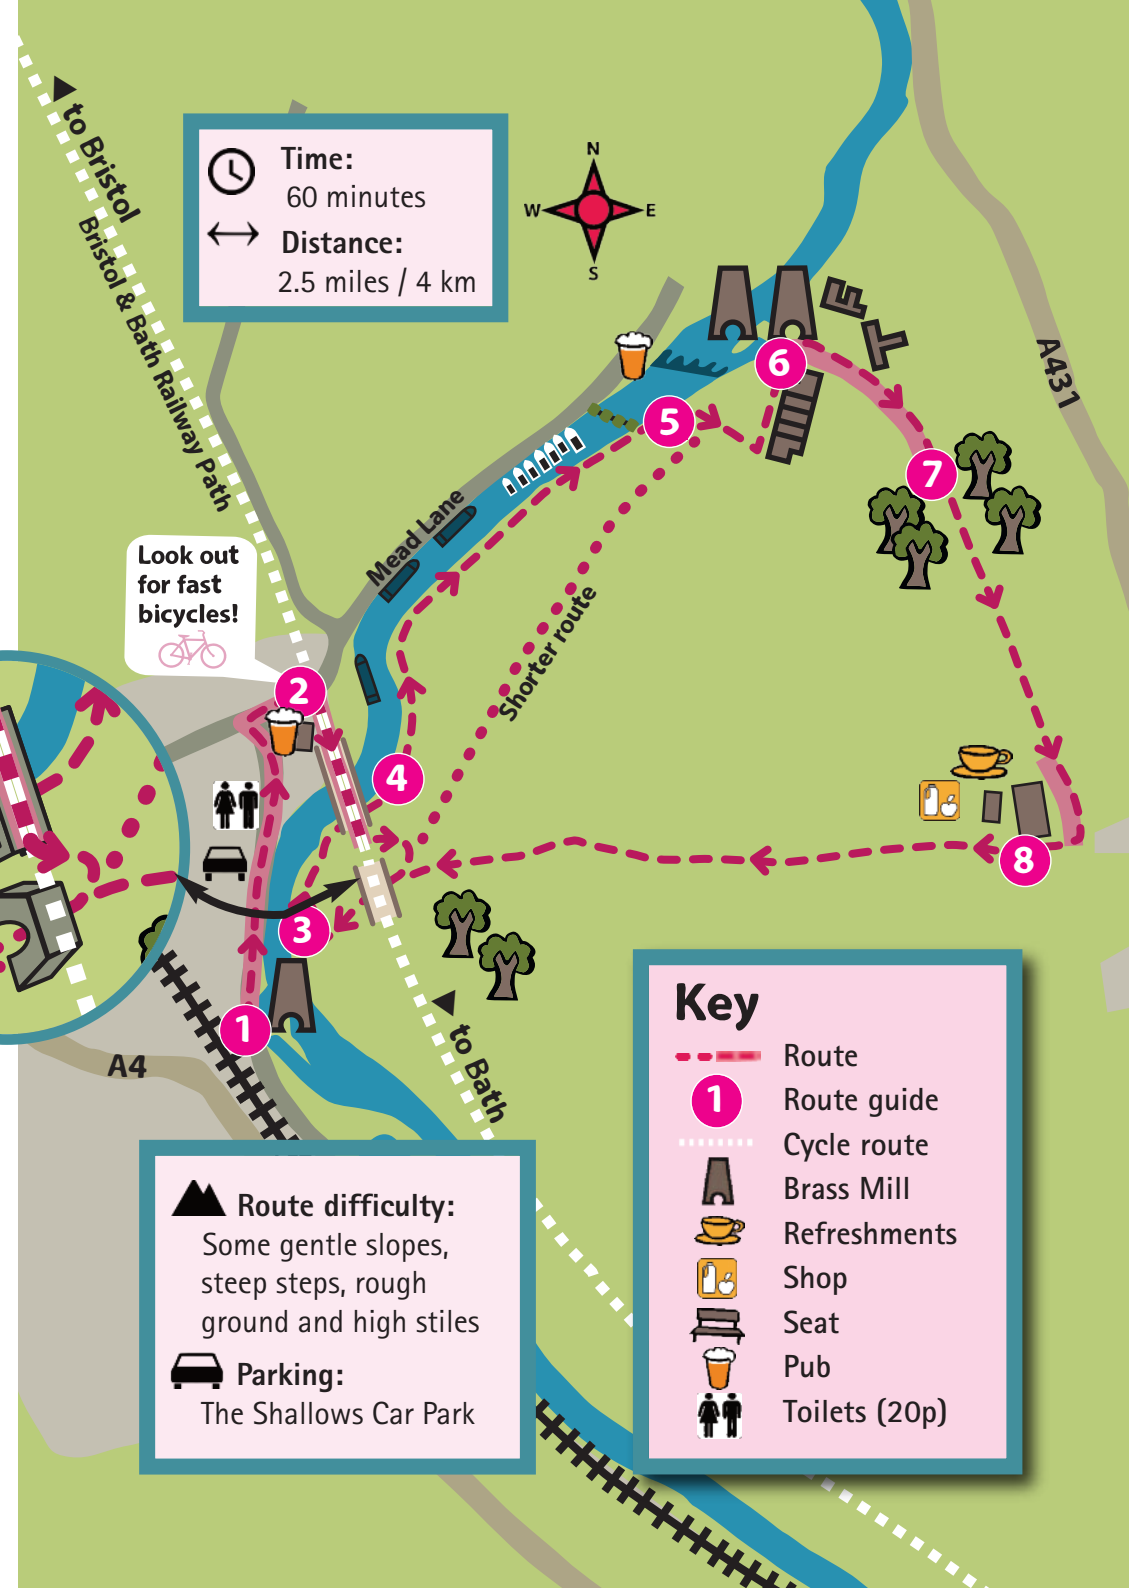 to Bristol
Bristol & Bath Railway Path
Time:
60 minutes
Distance:
2.5 miles / 4 km
N
W
E
S
A431
6
5
7
Mead Lane
Look out
for fast
bicycles!
Shorter route
2
4
8
3
1
A4
to Bath
Key
Route
1
Route guide
Cycle route
Brass Mill
Refreshments
Shop
Seat
Pub
Toilets (20p)
Route difficulty:
Some gentle slopes,
steep steps, rough
ground and high stiles
Parking:
The Shallows Car Park